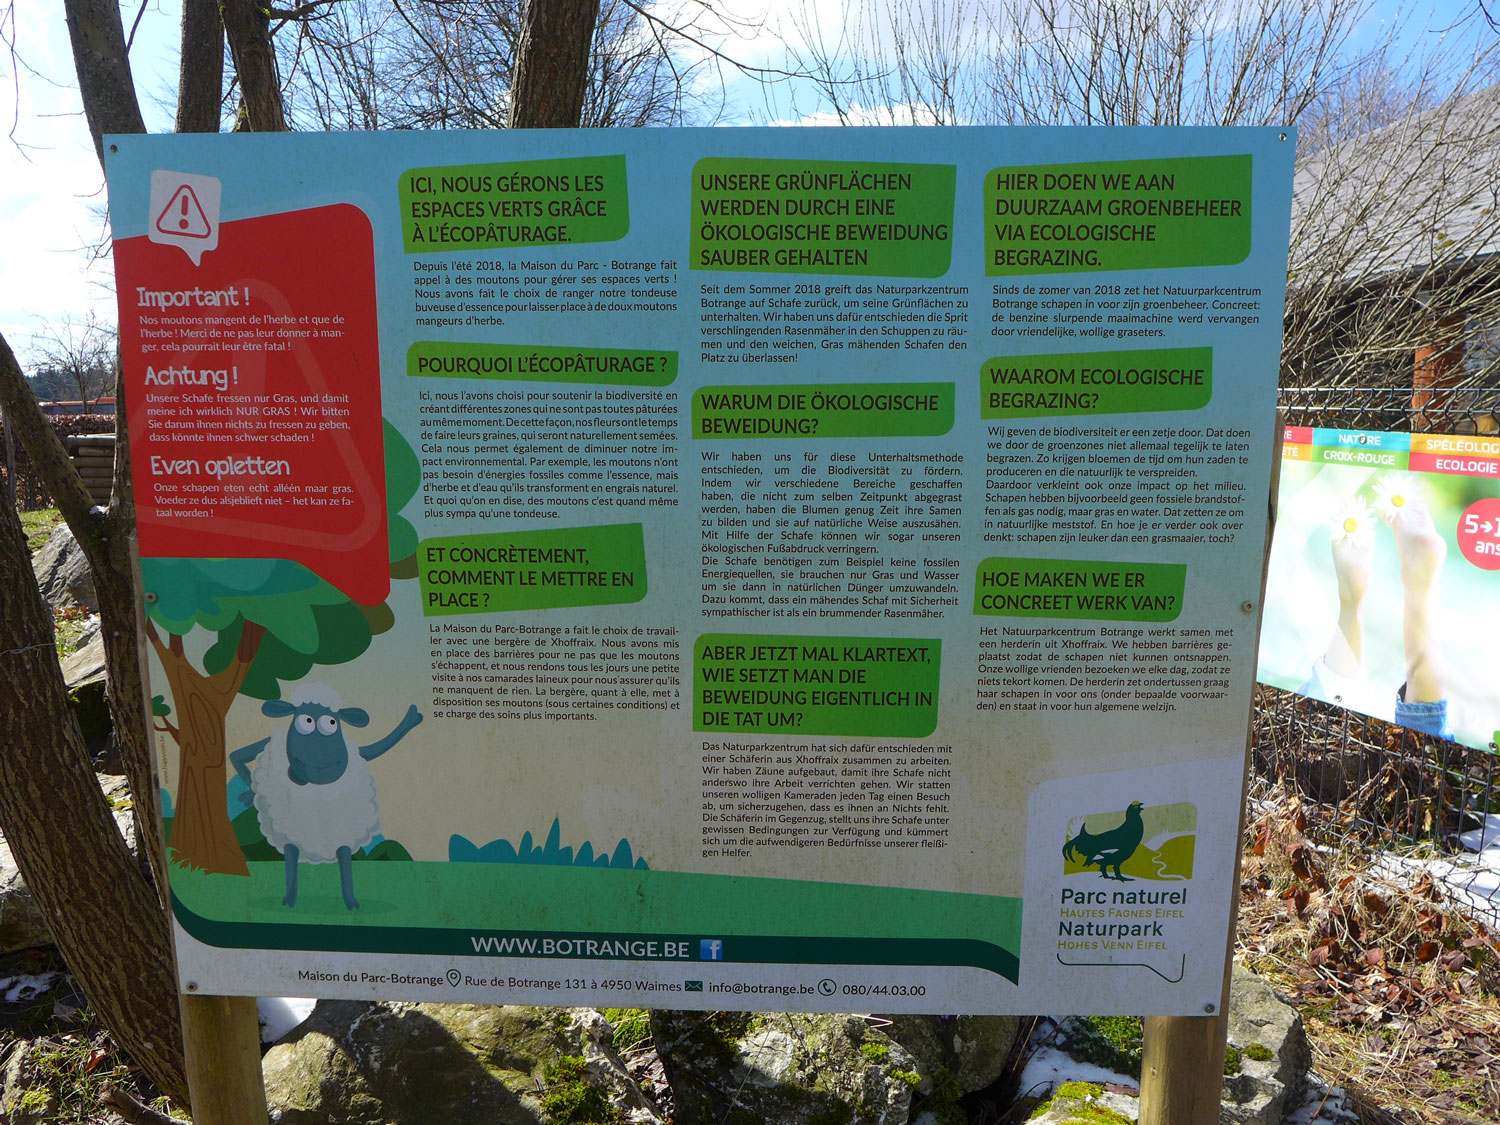 Important !
Nos moutons mangent de l'herbe et que de
l'herbe ! Merci de ne pas leur donner à man-
ger, cela pourrait leur être fatal !
Achtung !
Unsere Schafe fressen nur Gras, und damit
meine ich wirklich NUR GRAS ! Wir bitten
Sie darum ihnen nichts zu fressen zu geben,
dass könnte ihnen schwer schaden !
Even opletten
Onze schapen eten echt alléén maar gras.
Voeder ze dus alsjeblieft niet – het kan ze fa-
taal worden !
ICI, NOUS GÉRONS LES
ESPACES VERTS GRÂCE
À L'ÉCOPÂTURAGE.
Depuis l'été 2018, la Maison du Parc - Botrange fait
appel à des moutons pour gérer ses espaces verts !
Nous avons fait le choix de ranger notre tondeuse
buveuse d'essence pour laisser place à de doux moutons
mangeurs d'herbe.
POURQUOI L'ÉCOPÂTURAGE ?
Ici, nous l'avons choisi pour soutenir la biodiversité en
créant différentes zones qui ne sont pas toutes pâturées
au même moment. De cette façon, nos fleurs ont le temps
de faire leurs graines, qui seront naturellement semées.
Cela nous permet également de diminuer notre im-
pact environnemental. Par exemple, les moutons n'ont
pas besoin d'énergies fossiles comme l'essence, mais
d'herbe et d'eau qu'ils transforment en engrais naturel.
Et quoi qu'on en dise, des moutons c'est quand même
plus sympa qu'une tondeuse.
ET CONCRÈTEMENT,
COMMENT LE METTRE EN
PLACE ?
La Maison du Parc-Botrange a fait le choix de travail-
ler avec une bergère de Xhoffraix. Nous avons mis
en place des barrières pour ne pas que les moutons
s'échappent, et nous rendons tous les jours une petite
visite à nos camarades laineux pour nous assurer qu'ils
ne manquent de rien. La bergère, quant à elle, met à
disposition ses moutons (sous certaines conditions) et
se charge des soins plus importants.
UNSERE GRÜNFLÄCHEN
WERDEN DURCH EINE
ÖKOLOGISCHE BEWEIDUNG
SAUBER GEHALTEN
Seit dem Sommer 2018 greift das Naturparkzentrum
Botrange auf Schafe zurück, um seine Grünflächen zu
unterhalten. Wir haben uns dafür entschieden die Sprit
verschlingenden Rasenmäher in den Schuppen zu räu-
men und den weichen, Gras mähenden Schafen den
Platz zu überlassen!
WARUM DIE ÖKOLOGISCHE
BEWEIDUNG?
Wir haben uns für diese Unterhaltsmethode
entschieden, um die Biodiversität zu fördern.
Indem wir verschiedene Bereiche geschaffen
haben, die nicht zum selben Zeitpunkt abgegrast
werden, haben die Blumen genug Zeit ihre Samen
zu bilden und sie auf natürliche Weise auszusähen.
Mit Hilfe der Schafe können wir sogar unseren
ökologischen Fußabdruck verringern.
Die Schafe benötigen zum Beispiel keine fossilen
Energiequellen, sie brauchen nur Gras und Wasser
um sie dann in natürlichen Dünger umzuwandeln.
Dazu kommt, dass ein mähendes Schaf mit Sicherheit
sympathischer ist als ein brummender Rasenmäher.
ABER JETZT MAL KLARTEXT,
WIE SETZT MAN DIE
BEWEIDUNG EIGENTLICH IN
DIE TAT UM?
Das Naturparkzentrum hat sich dafür entschieden mit
einer Schäferin aus Xhoffraix zusammen zu arbeiten.
Wir haben Zäune aufgebaut, damit ihre Schafe nicht
anderswo ihre Arbeit verrichten gehen. Wir statten
unseren wolligen Kameraden jeden Tag einen Besuch
ab, um sicherzugehen, dass es ihnen an Nichts fehlt.
Die Schäferin im Gegenzug, stellt uns ihre Schafe unter
gewissen Bedingungen zur Verfügung und kümmert
sich um die aufwendigeren Bedürfnisse unserer fleißi-
gen Helfer.
HIER DOEN WE AAN
DUURZAAM GROENBEHEER
VIA ECOLOGISCHE
BEGRAZING.
Sinds de zomer van 2018 zet het Natuurparkcentrum
Botrange schapen in voor zijn groenbeheer. Concreet:
de benzine slurpende maaimachine werd vervangen
door vriendelijke, wollige graseters.
WAAROM ECOLOGISCHE
BEGRAZING?
Wij geven de biodiversiteit er een zetje door. Dat doen
we door de groenzones niet allemaal tegelijk te laten
begrazen. Zo krijgen bloemen de tijd om hun zaden te
produceren en die natuurlijk te verspreiden.
Daardoor verkleint ook onze impact op het milieu.
Schapen hebben bijvoorbeeld geen fossiele brandstof-
fen als gas nodig, maar gras en water. Dat zetten ze om
in natuurlijke meststof. En hoe je er verder ook over
denkt: schapen zijn leuker dan een grasmaaier, toch?
HOE MAKEN WE ER
CONCREET WERK VAN?
Het Natuurparkcentrum Botrange werkt samen met
een herderin uit Xhoffraix. We hebben barrières ge-
plaatst zodat de schapen niet kunnen ontsnappen.
Onze wollige vrienden bezoeken we elke dag, zodat ze
niets tekort komen. De herderin zet ondertussen graag
haar schapen in voor ons (onder bepaalde voorwaar-
den) en staat in voor hun algemene welzijn.
Parc naturel
HAUTES FAGNES EIFEL
Naturpark
HOHES VENN EIFEL
WWW.BOTRANGE.BE f
Maison du Parc-Botrange Rue de Botrange 131 à 4950 Waimes info@botrange.be 080/44.03.00
NATURE
CROIX-ROUGE
SPÉLÉOLOG
ECOLOGIE
5→
ans